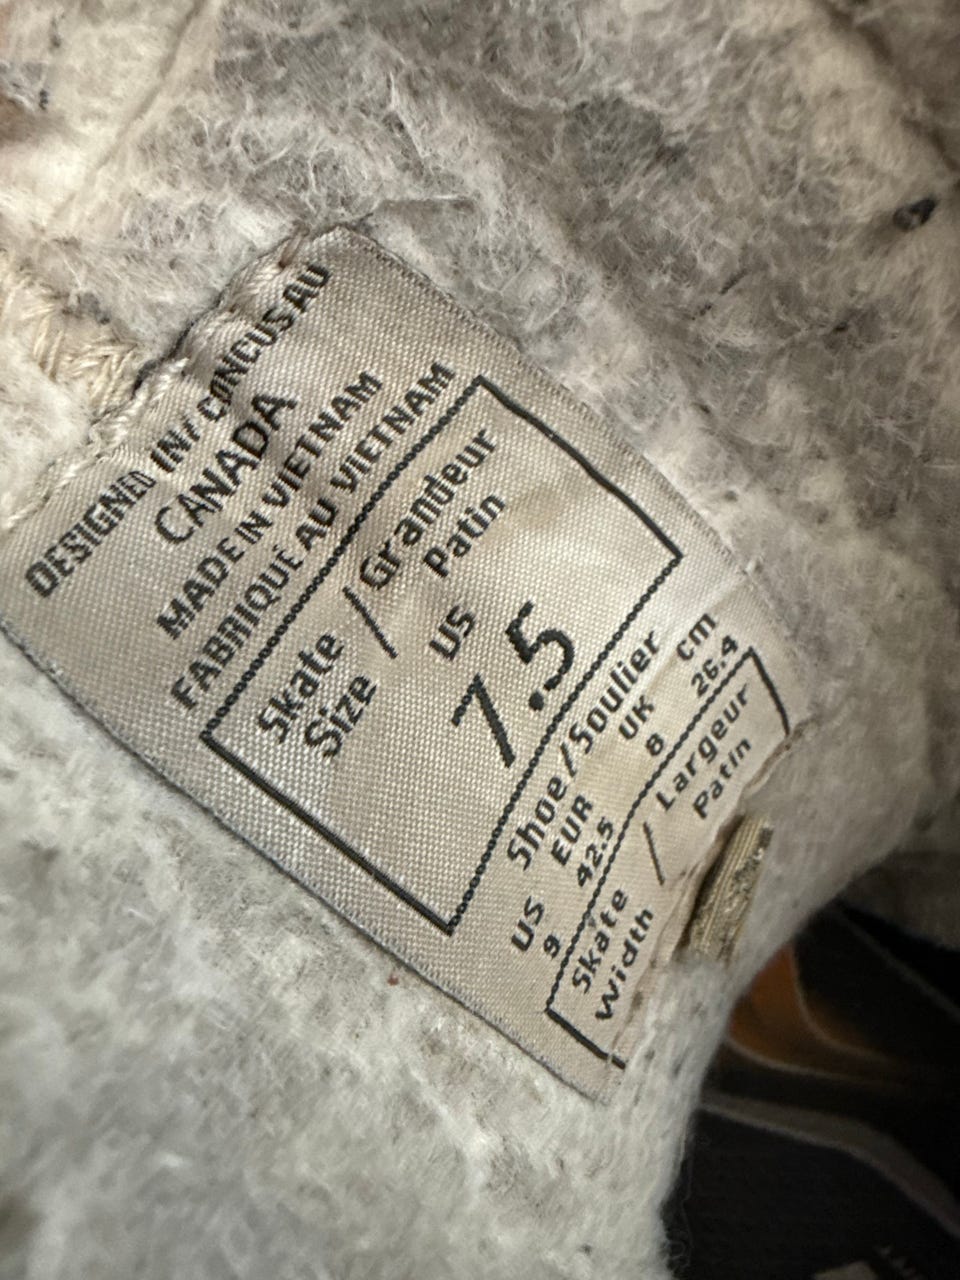 DESIGNED IN/ CONCUS AU
CANADA
MADE IN VIETNAM
FABRIQUÉ AU VIETNAM
Skate / Grandeur
Size Patin
US
7.5
Shoe/Soulier
US EUR UK cm
9 42.5 8 26.4
Skate / Largeur
Width Patin